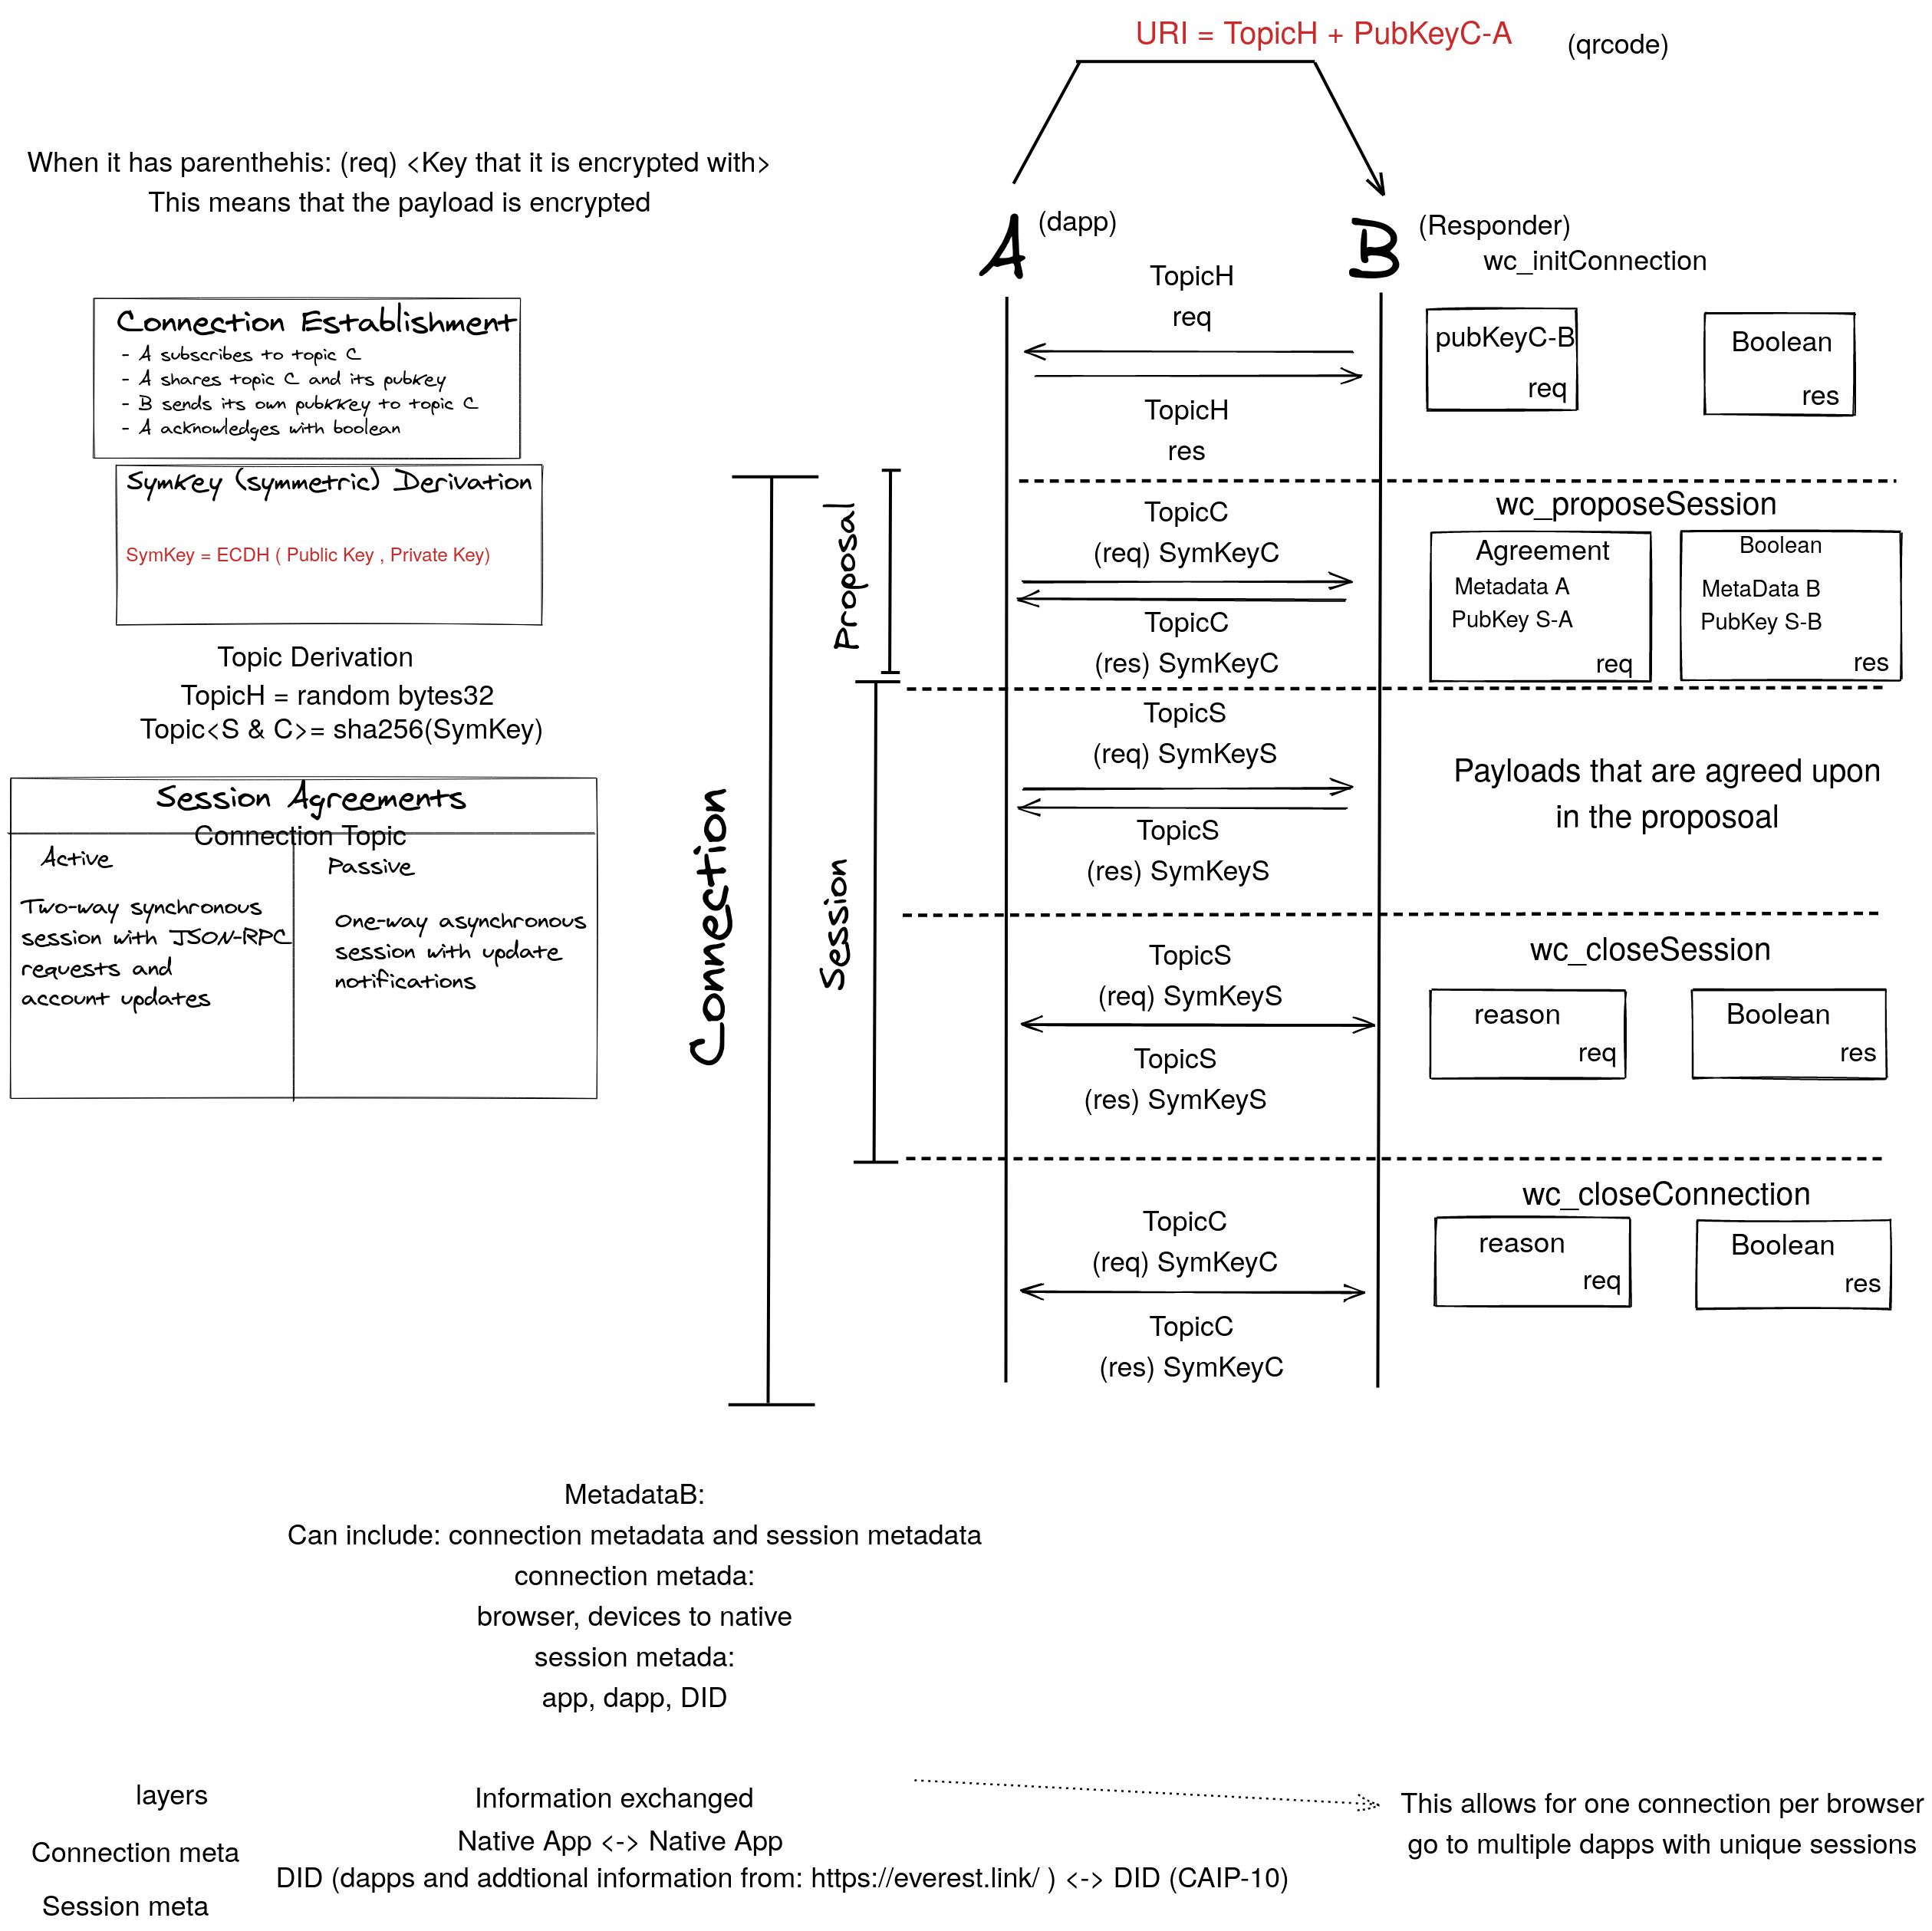 URI = TopicH + PubKeyC-A
(qrcode)
When it has parenthehis: (req) <Key that it is encrypted with>
This means that the payload is encrypted
A
(dapp)
B
(Responder)
wc_initConnection
TopicH
req
TopicH
res
pubKeyC-B
req
Boolean
res
Connection Establishment
- A subscribes to topic C
- A shares topic C and its pubkey
- B sends its own pubkkey to topic C
- A acknowledges with boolean
Symkey (symmetric) Derivation
SymKey = ECDH ( Public Key , Private Key)
Topic Derivation
TopicH = random bytes32
Topic<S & C>= sha256(SymKey)
Session Agreements
Connection Topic
Active
Two-way synchronous
session with JSON-RPC
requests and
account updates
Passive
One-way asynchronous
session with update
notifications
Connection
Proposal
Session
TopicC
(req) SymKeyC
TopicC
(res) SymKeyC
wc_proposeSession
Agreement
Metadata A
PubKey S-A
req
Boolean
MetaData B
PubKey S-B
res
TopicS
(req) SymKeyS
TopicS
(res) SymKeyS
Payloads that are agreed upon
in the proposoal
TopicS
(req) SymKeyS
TopicS
(res) SymKeyS
wc_closeSession
reason
req
Boolean
res
TopicC
(req) SymKeyC
TopicC
(res) SymKeyC
wc_closeConnection
reason
req
Boolean
res
MetadataB:
Can include: connection metadata and session metadata
connection metada:
browser, devices to native
session metada:
app, dapp, DID
layers
Connection meta
Session meta
Information exchanged
Native App <-> Native App
DID (dapps and addtional information from: https://everest.link/ ) <-> DID (CAIP-10)
This allows for one connection per browser
go to multiple dapps with unique sessions